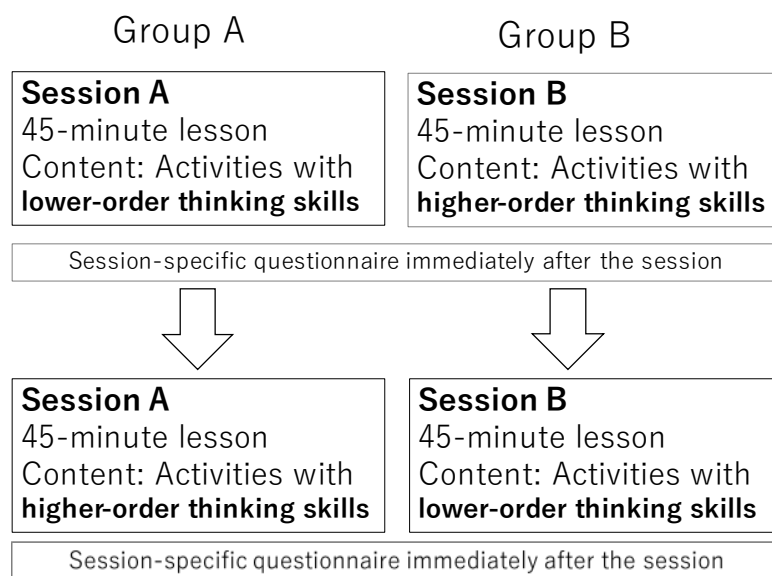 Group A
Group B
Session A
45-minute lesson
Content: Activities with
lower-order thinking skills
Session B
45-minute lesson
Content: Activities with
higher-order thinking skills
Session-specific questionnaire immediately after the session
Session A
45-minute lesson
Content: Activities with
higher-order thinking skills
Session B
45-minute lesson
Content: Activities with
lower-order thinking skills
Session-specific questionnaire immediately after the session